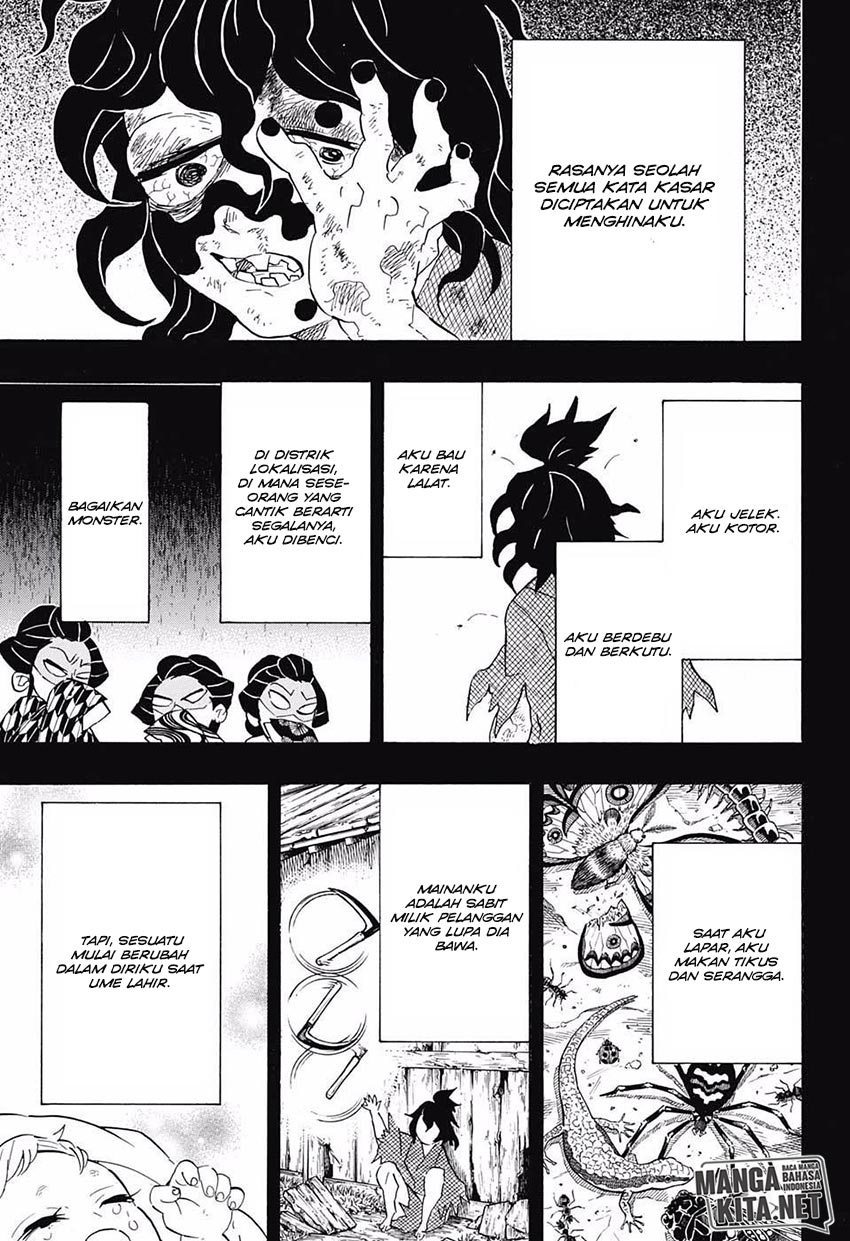 RASANYA SEOLAH
SEMUA KATA KASAR
DICIPTAKAN UNTUK
MENGHINAKU.
AKU JELEK.
AKU KOTOR.
AKU BERDEBU
DAN BERKUTU.
AKU BAU
KARENA
LALAT.
DI DISTRIK
LOKALISASI,
DI MANA SESE-
ORANG YANG
CANTIK BERARTI
SEGALANYA,
AKU DIBENCI.
BAGAIKAN
MONSTER.
SAAT AKU
LAPAR, AKU
MAKAN TIKUS
DAN SERANGGA.
MAINANKU
ADALAH SABIT
MILIK PELANGGAN
YANG LUPA DIA
BAWA.
TAPI, SESUATU
MULAI BERUBAH
DALAM DIRIKU SAAT
UME LAHIR.
MANGA
BACA MANGA
BAHASA
INDONESIA
KITA.NET